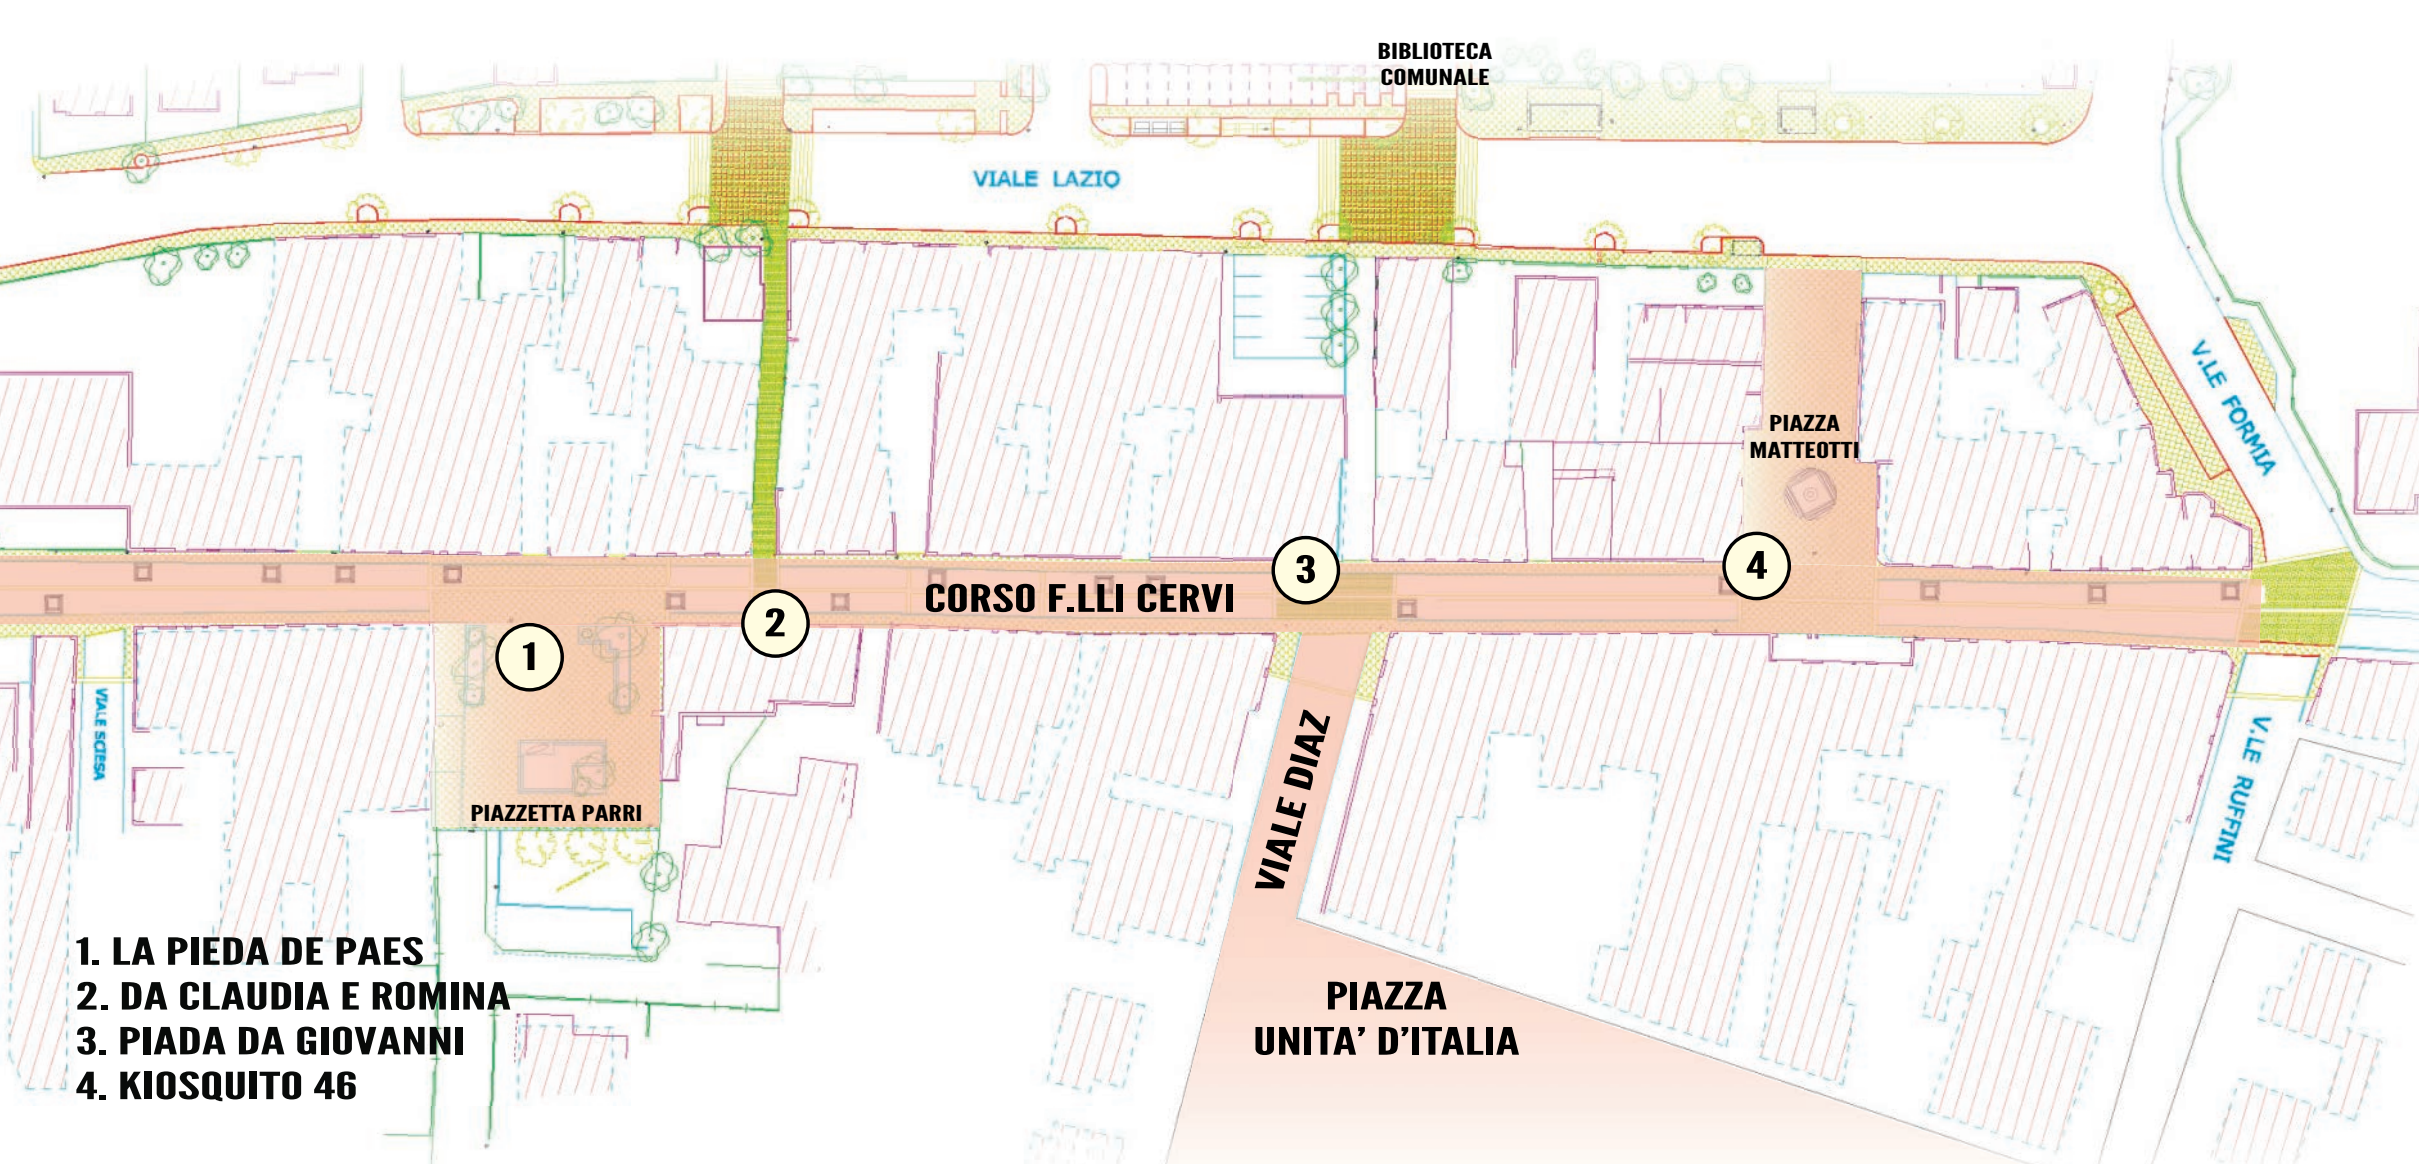 BIBLIOTECA
COMUNALE
VIALE LAZIO
V.LE FORMIA
PIAZZA
MATTEOTTI
3
4
CORSO F.LLI CERVI
2
1
VIALE SCIESA
VIALE DIAZ
V.LE RUFFINI
PIAZZETTA PARRI
1. LA PIEDA DE PAES
2. DA CLAUDIA E ROMINA
3. PIADA DA GIOVANNI
4. KIOSQUITO 46
PIAZZA
UNITA’ D’ITALIA